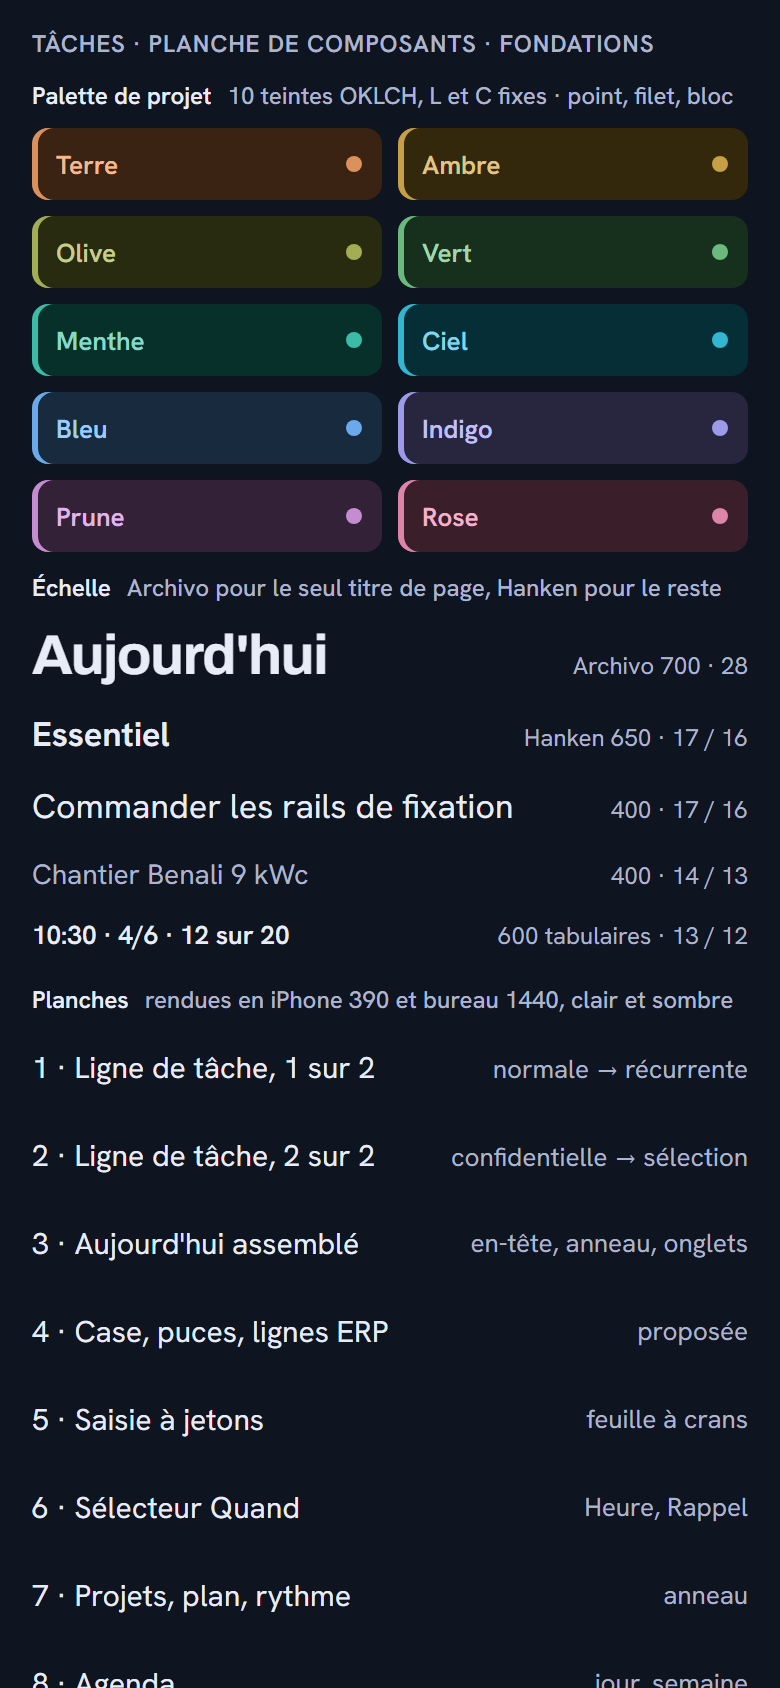 TÂCHES · PLANCHE DE COMPOSANTS · FONDATIONS
Palette de projet 10 teintes OKLCH, L et C fixes · point, filet, bloc
Terre
Ambre
Olive
Vert
Menthe
Ciel
Bleu
Indigo
Prune
Rose
Échelle Archivo pour le seul titre de page, Hanken pour le reste
Aujourd'hui Archivo 700 · 28
Essentiel Hanken 650 · 17 / 16
Commander les rails de fixation 400 · 17 / 16
Chantier Benali 9 kWc 400 · 14 / 13
10:30 · 4/6 · 12 sur 20 600 tabulaires · 13 / 12
Planches rendues en iPhone 390 et bureau 1440, clair et sombre
1 · Ligne de tâche, 1 sur 2 normale → récurrente
2 · Ligne de tâche, 2 sur 2 confidentielle → sélection
3 · Aujourd'hui assemblé en-tête, anneau, onglets
4 · Case, puces, lignes ERP proposée
5 · Saisie à jetons feuille à crans
6 · Sélecteur Quand Heure, Rappel
7 · Projets, plan, rythme anneau
8 · Agenda jour, semaine